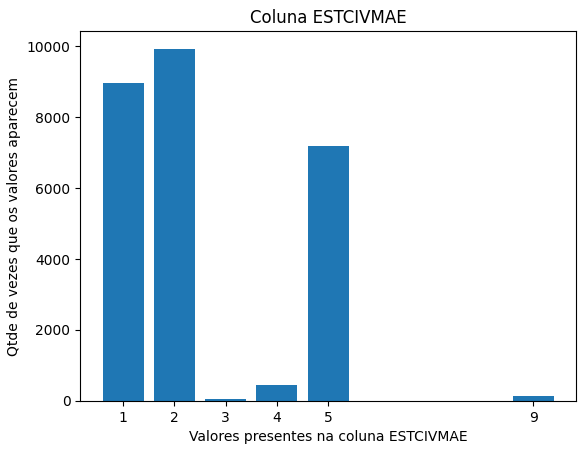 Coluna ESTCIVMAE
Qtde de vezes que os valores aparecem
10000
8000
6000
4000
2000
0
1 2 3 4 5 9
Valores presentes na coluna ESTCIVMAE